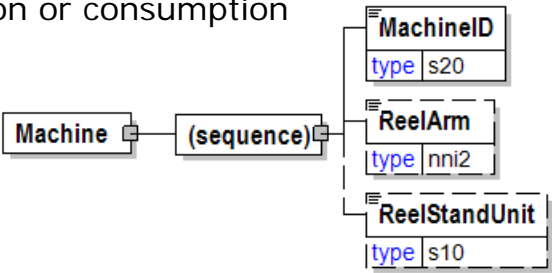 on or consumption
MachineID
type s20
Machine
(sequence)
ReelArm
type nni2
ReelStandUnit
type s10